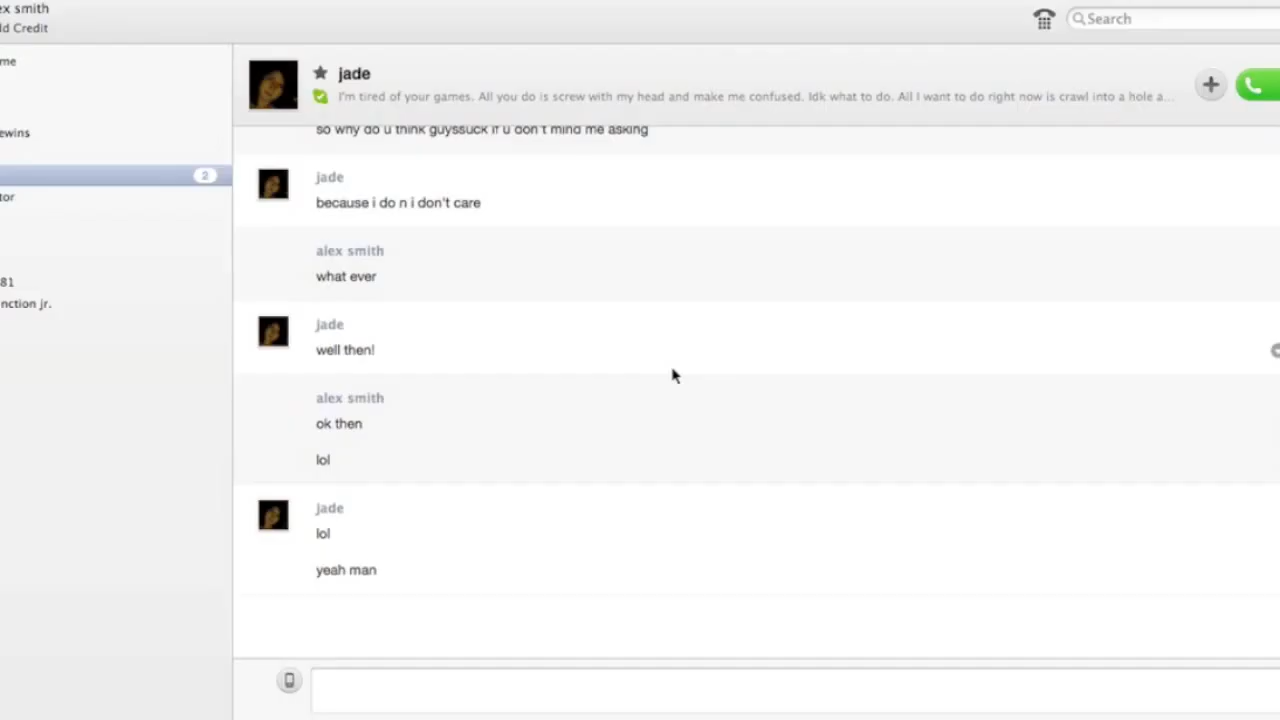 ex smith
ld Credit
Search
me
ewins
2
tor
81
nction jr.
jade
I'm tired of your games. All you do is screw with my head and make me confused. Idk what to do. All I want to do right now is crawl into a hole a...
so why do u think guyssuck if u don't mind me asking
jade
because i do n i don't care
alex smith
what ever
jade
well then!
alex smith
ok then
lol
jade
lol
yeah man